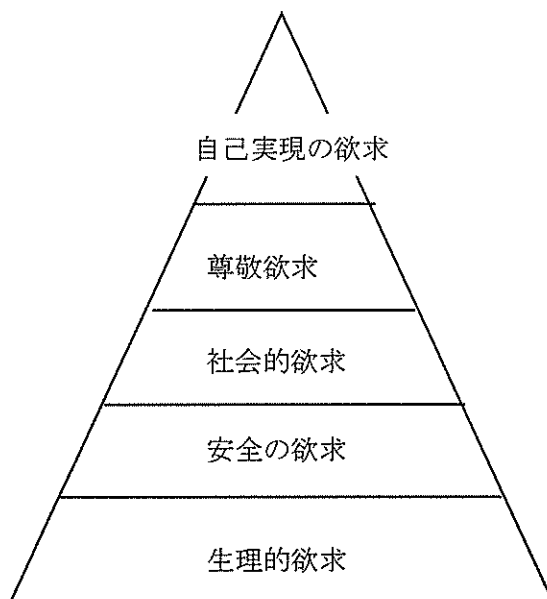 自己実現の欲求
尊敬欲求
社会的欲求
安全の欲求
生理的欲求